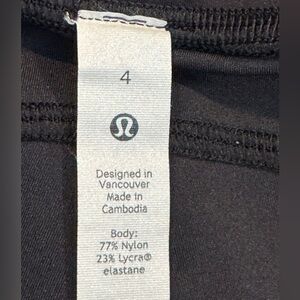 4
Designed in
Vancouver
Made in
Cambodia
Body:
77% Nylon
23% Lycra®
elastane